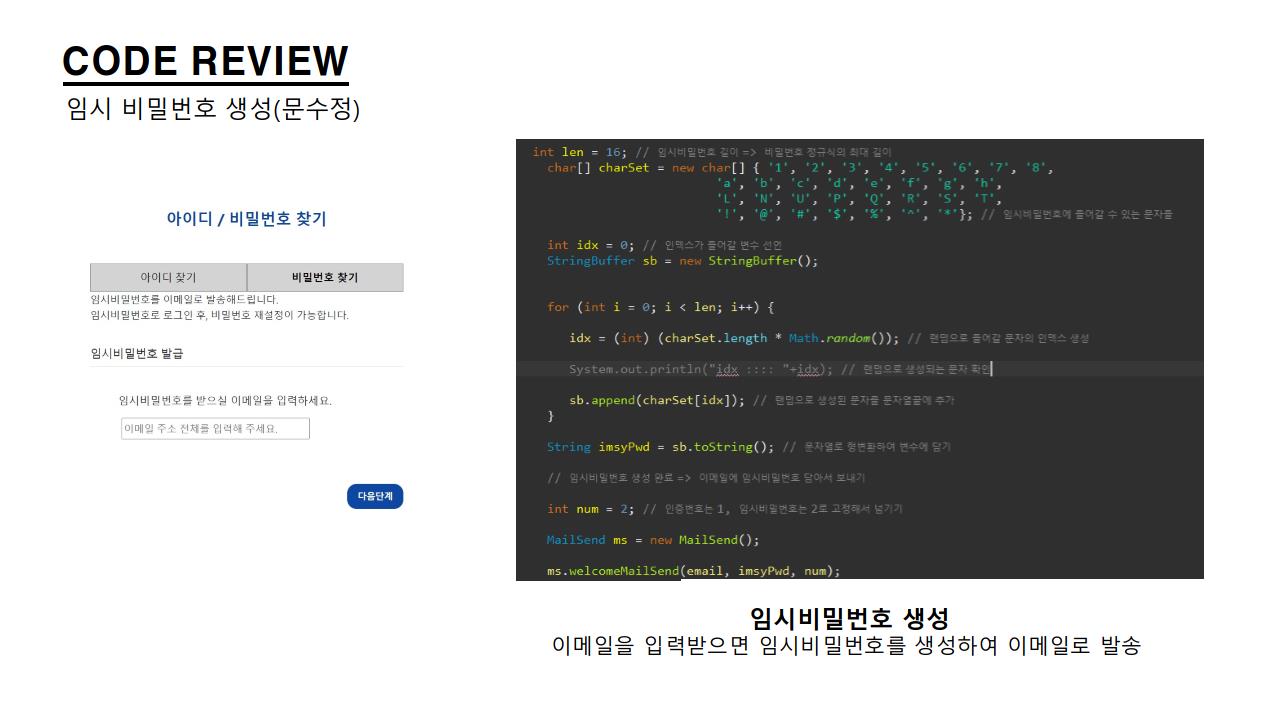 CODE REVIEW
임시 비밀번호 생성(문수정)
아이디 / 비밀번호 찾기
아이디 찾기
비밀번호 찾기
임시비밀번호를 이메일로 발송해드립니다.
임시비밀번호로 로그인 후, 비밀번호 재설정이 가능합니다.
임시비밀번호 발급
임시비밀번호를 받으실 이메일을 입력하세요.
이메일 주소 전체를 입력해 주세요.
다음단계
int len = 16; // 임시비밀번호 길이 => 비밀번호 정규식의 최대 길이
char[] charSet = new char[] { '1', '2', '3', '4', '5', '6', '7', '8',
'a', 'b', 'c', 'd', 'e', 'f', 'g', 'h',
'L', 'N', 'U', 'P', 'Q', 'R', 'S', 'T',
'!', '@', '#', '$', '%', '^', '*'}; // 임시비밀번호에 들어갈 수 있는 문자들
int idx = 0; // 인덱스가 들어갈 변수 선언
StringBuffer sb = new StringBuffer();
for (int i = 0; i < len; i++) {
idx = (int) (charSet.length * Math.random()); // 랜덤으로 들어갈 문자의 인덱스 생성
System.out.println("idx :::: "+idx); // 랜덤으로 생성되는 문자 확인
sb.append(charSet[idx]); // 랜덤으로 생성된 문자를 문자열끝에 추가
}
String imsyPwd = sb.toString(); // 문자열로 형변환하여 변수에 담기
// 임시비밀번호 생성 완료 => 이메일에 임시비밀번호 담아서 보내기
int num = 2; // 인증번호는 1, 임시비밀번호는 2로 고정해서 넘기기
MailSend ms = new MailSend();
ms.welcomeMailSend(email, imsyPwd, num);
임시비밀번호 생성
이메일을 입력받으면 임시비밀번호를 생성하여 이메일로 발송